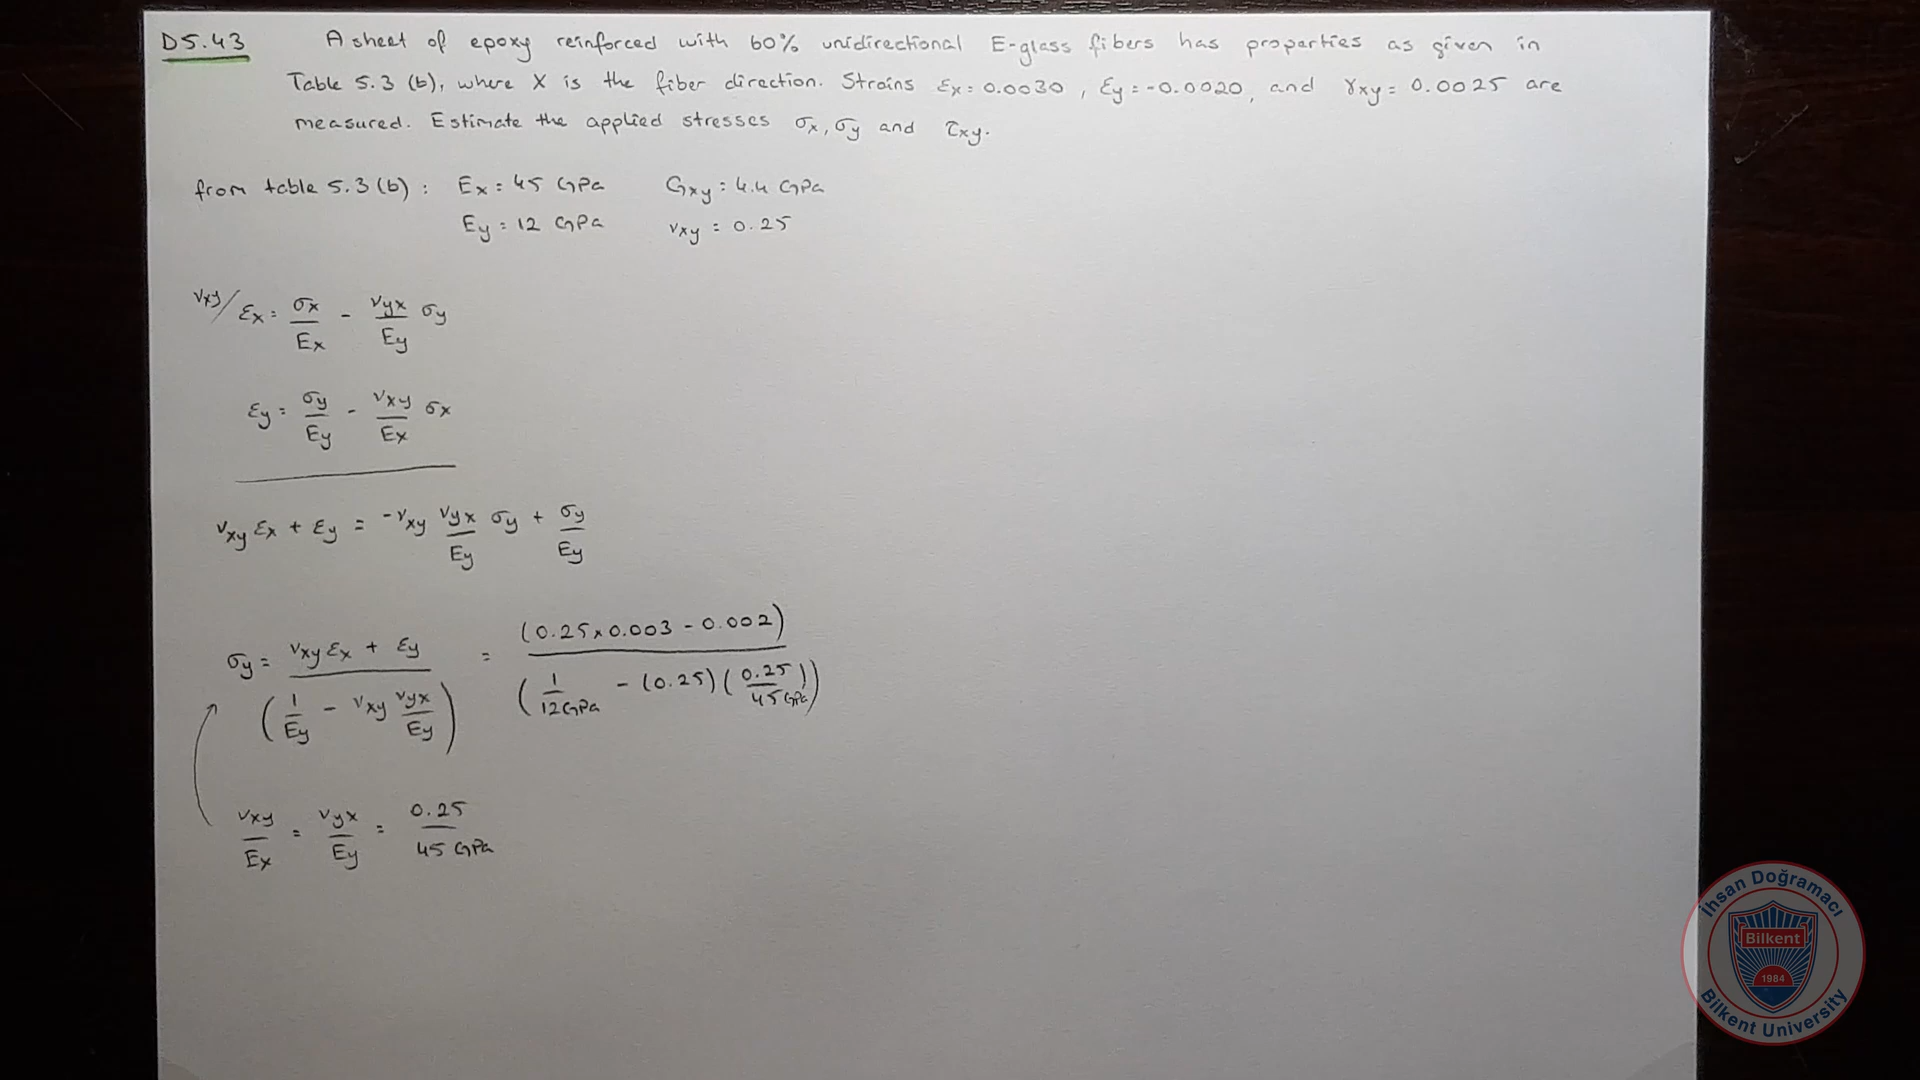 D5.43 A sheet of epoxy reinforced with 60% unidirectional E-glass fibers has properties as given in
Table 5.3 (b), where X is the fiber direction. Strains εx = 0.0030, εy = -0.0020, and γxy = 0.0025 are
measured. Estimate the applied stresses σx, σy and τxy.
from table 5.3 (b) : Ex = 45 GPa Gxy = 4.4 GPa
Ey = 12 GPa νxy = 0.25
νxy/ εx = σx/Ex - νyx/Ey σy
εy = σy/Ey - νxy/Ex σx
νxy εx + εy = -νxy νyx/Ey σy + σy/Ey
σy = (νxy εx + εy)/(1/Ey - νxy νyx/Ey) = (0.25 x 0.003 - 0.002)/(1/12GPa - (0.25)(0.25/45GPa))
νxy/Ex = νyx/Ey = 0.25/45 GPa
İhsan Doğramacı
Bilkent
1984
Bilkent University